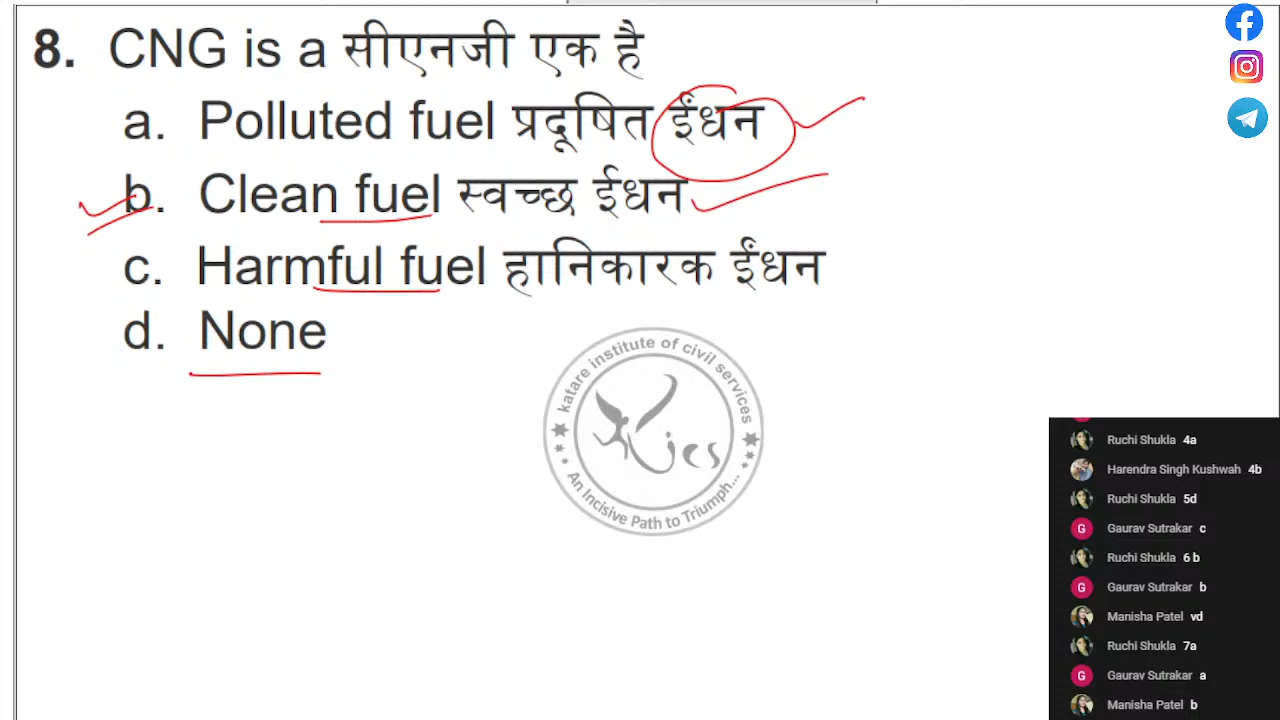 8. CNG is a सीएनजी एक है
a. Polluted fuel प्रदूषित ईंधन
b. Clean fuel स्वच्छ ईधन
c. Harmful fuel हानिकारक ईंधन
d. None
katare institute of civil services
Kics
An Incisive Path to Triumph...
Ruchi Shukla 4a
Harendra Singh Kushwah 4b
Ruchi Shukla 5d
G Gaurav Sutrakar c
Ruchi Shukla 6 b
G Gaurav Sutrakar b
Manisha Patel vd
Ruchi Shukla 7a
G Gaurav Sutrakar a
Manisha Patel b